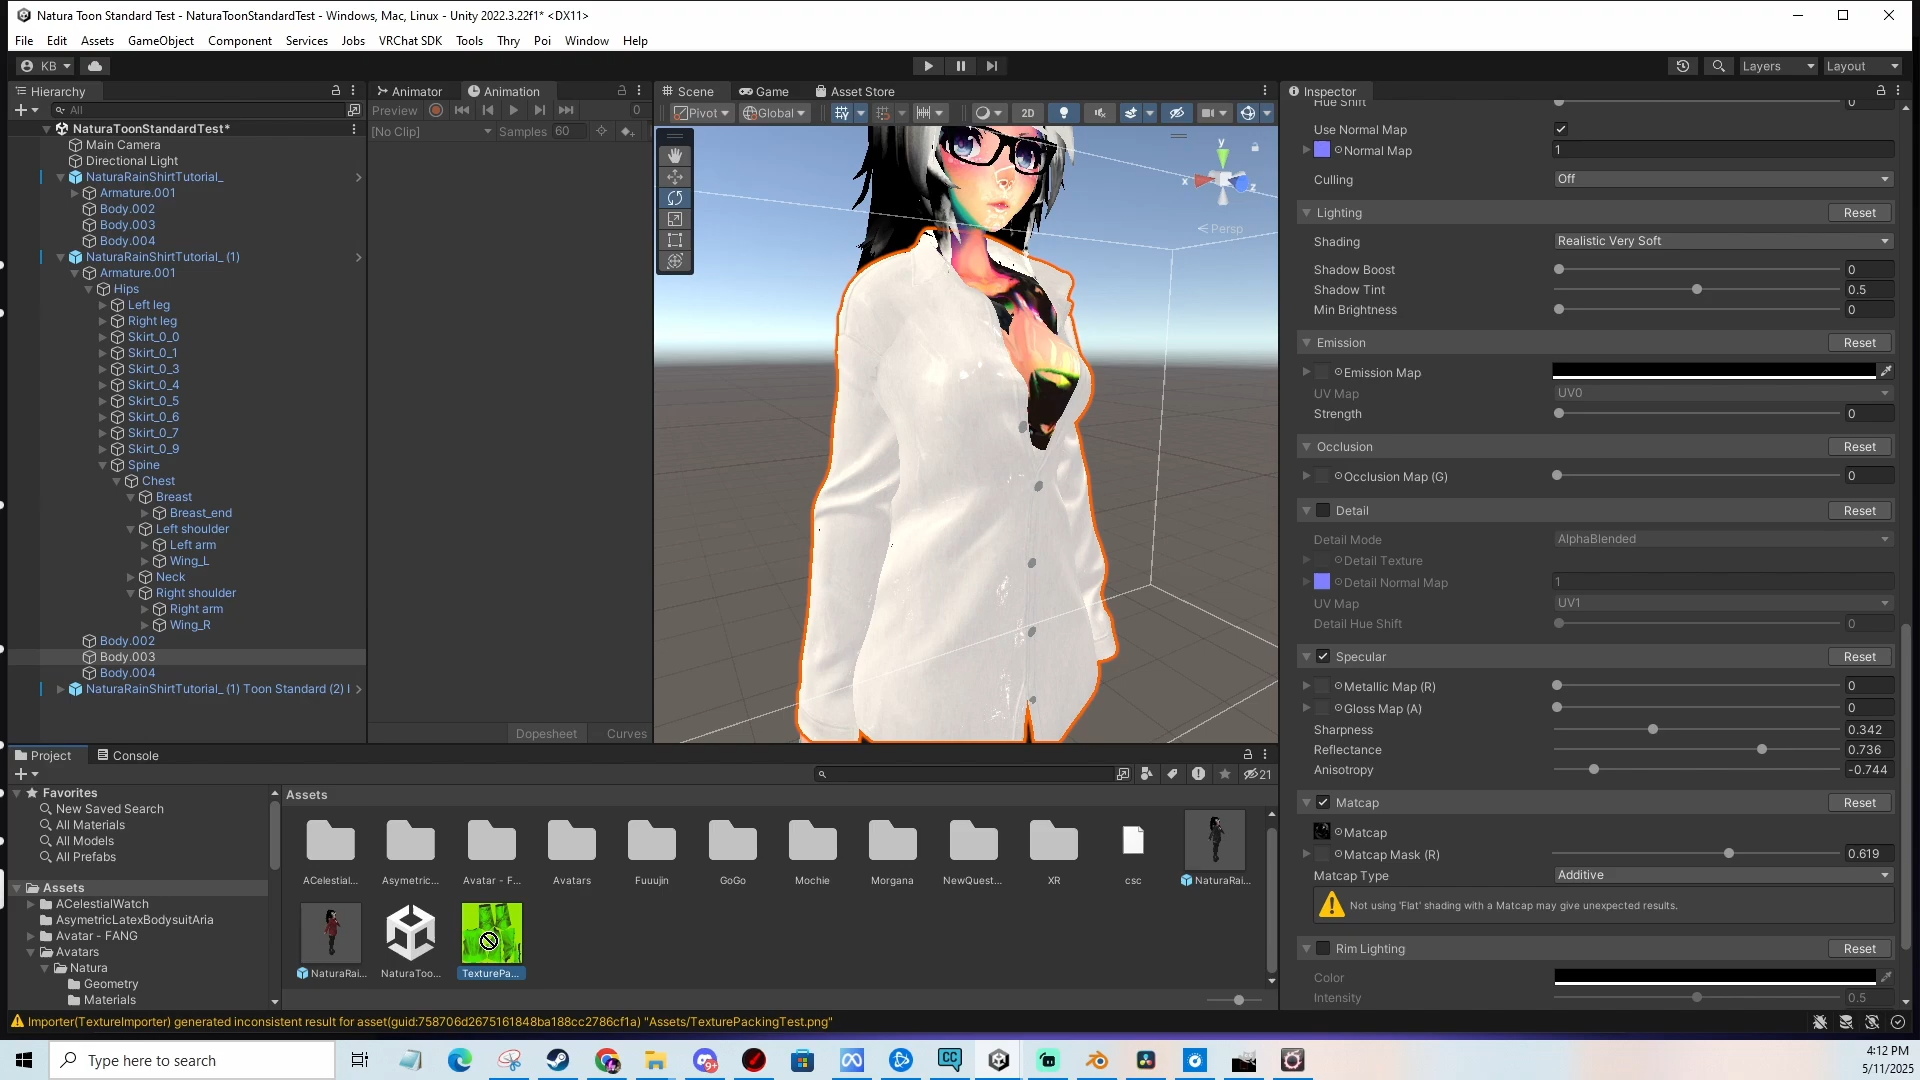 Natura Toon Standard Test - NaturaToonStandardTest - Windows, Mac, Linux - Unity 2022.3.22f1* <DX11>
File Edit Assets GameObject Component Services Jobs VRChat SDK Tools Thry Poi Window Help
KB
Layers
Layout
Hierarchy
All
NaturaToonStandardTest*
Main Camera
Directional Light
NaturaRainShirtTutorial_
Armature.001
Body.002
Body.003
Body.004
NaturaRainShirtTutorial_ (1)
Armature.001
Hips
Left leg
Right leg
Skirt_0_0
Skirt_0_1
Skirt_0_3
Skirt_0_4
Skirt_0_5
Skirt_0_6
Skirt_0_7
Skirt_0_9
Spine
Chest
Breast
Breast_end
Left shoulder
Left arm
Wing_L
Neck
Right shoulder
Right arm
Wing_R
Body.002
Body.003
Body.004
NaturaRainShirtTutorial_ (1) Toon Standard (2)
Animator
Animation
Preview
0
[No Clip]
Samples 60
Dopesheet
Curves
Scene
Game
Asset Store
Pivot
Global
2D
y
x
z
Persp
Inspector
Hue Shift 0
Use Normal Map
Normal Map 1
Culling Off
Lighting Reset
Shading Realistic Very Soft
Shadow Boost 0
Shadow Tint 0.5
Min Brightness 0
Emission Reset
Emission Map
UV Map UV0
Strength 0
Occlusion Reset
Occlusion Map (G) 0
Detail Reset
Detail Mode AlphaBlended
Detail Texture
Detail Normal Map 1
UV Map UV1
Detail Hue Shift 0
Specular Reset
Metallic Map (R) 0
Gloss Map (A) 0
Sharpness 0.342
Reflectance 0.736
Anisotropy -0.744
Matcap Reset
Matcap
Matcap Mask (R) 0.619
Matcap Type Additive
Not using 'Flat' shading with a Matcap may give unexpected results.
Rim Lighting Reset
Color
Intensity 0.5
Project
Console
21
Favorites
New Saved Search
All Materials
All Models
All Prefabs
Assets
ACelestialWatch
AsymetricLatexBodysuitAria
Avatar - FANG
Avatars
Natura
Geometry
Materials
Assets
ACelestial...
Asymetric...
Avatar - F...
Avatars
Fuuujin
GoGo
Mochie
Morgana
NewQuest...
XR
csc
NaturaRai...
NaturaRai...
NaturaToo...
TexturePa...
Importer(TextureImporter) generated inconsistent result for asset(guid:758706d2675161848ba188cc2786cf1a) "Assets/TexturePackingTest.png"
Type here to search
9+
CC
4:12 PM
5/11/2025